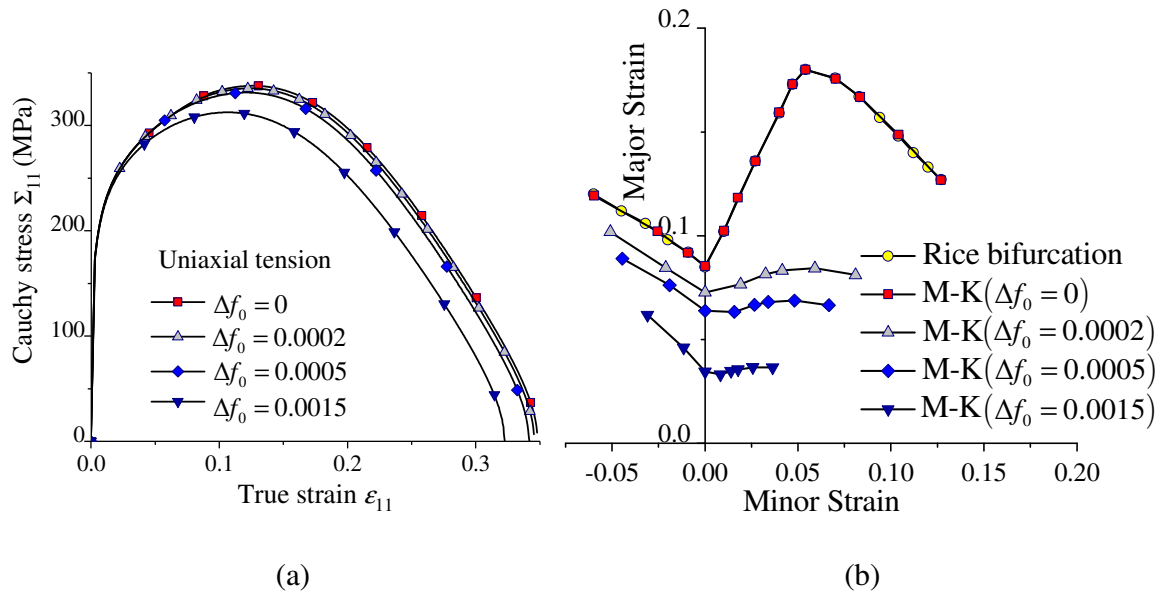 Cauchy stress Σ₁₁ (MPa)
300
200
100
0
0.0 0.1 0.2 0.3
True strain ε₁₁
Uniaxial tension
Δf₀ = 0
Δf₀ = 0.0002
Δf₀ = 0.0005
Δf₀ = 0.0015
(a)
Major Strain
0.2
0.1
0.0
-0.05 0.00 0.05 0.10 0.15 0.20
Minor Strain
Rice bifurcation
M-K(Δf₀ = 0)
M-K(Δf₀ = 0.0002)
M-K(Δf₀ = 0.0005)
M-K(Δf₀ = 0.0015)
(b)